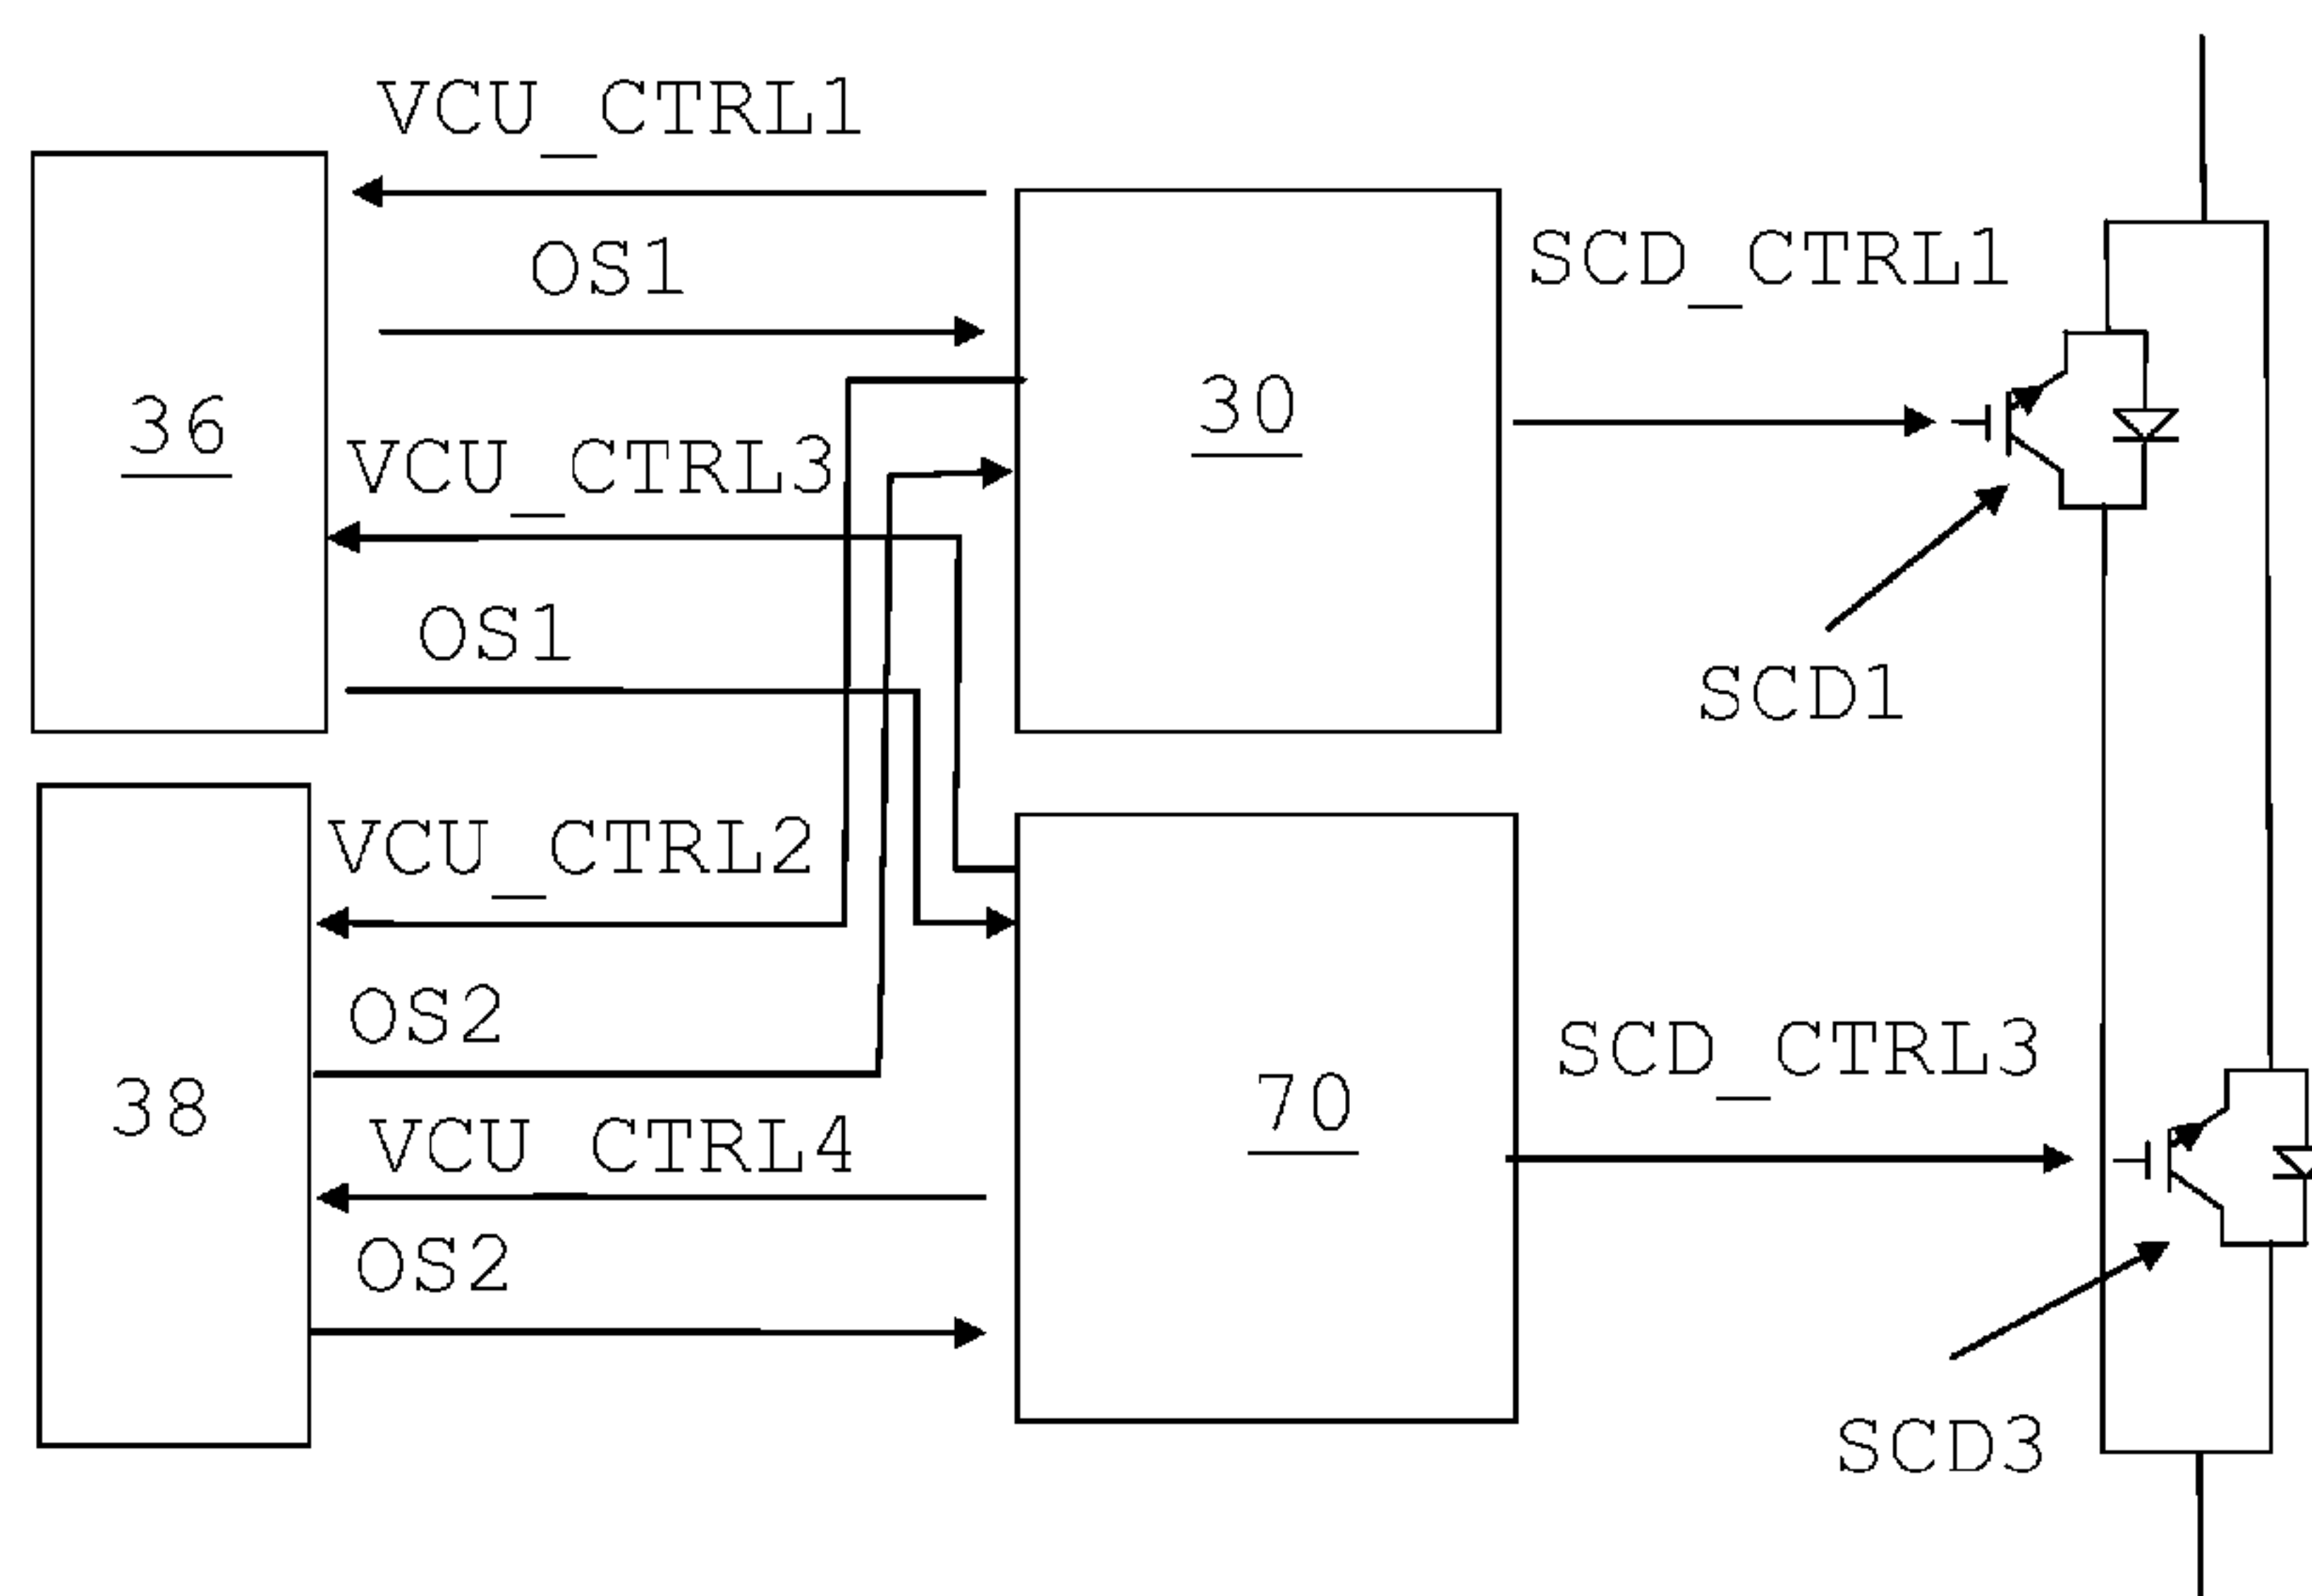 VCU_CTRL1
OS1
SCD_CTRL1
36
30
VCU_CTRL3
OS1
SCD1
VCU_CTRL2
OS2
SCD_CTRL3
38
70
VCU_CTRL4
OS2
SCD3